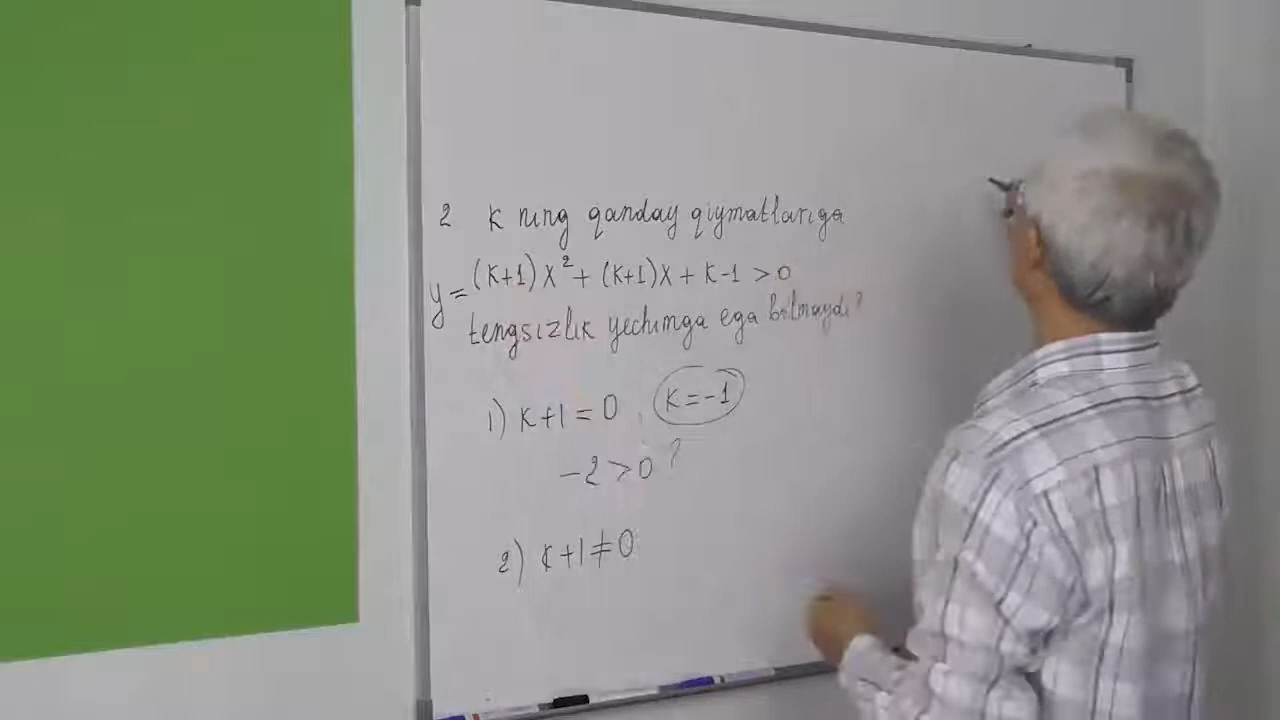 2 k ning qanday qiymatlariga
y = (k+1)x² + (k+1)x + k-1 > 0
tengsizlik yechimga ega bo'lmaydi?
1) k+1 = 0, k = -1
-2 > 0 ?
2) k+1 ≠ 0